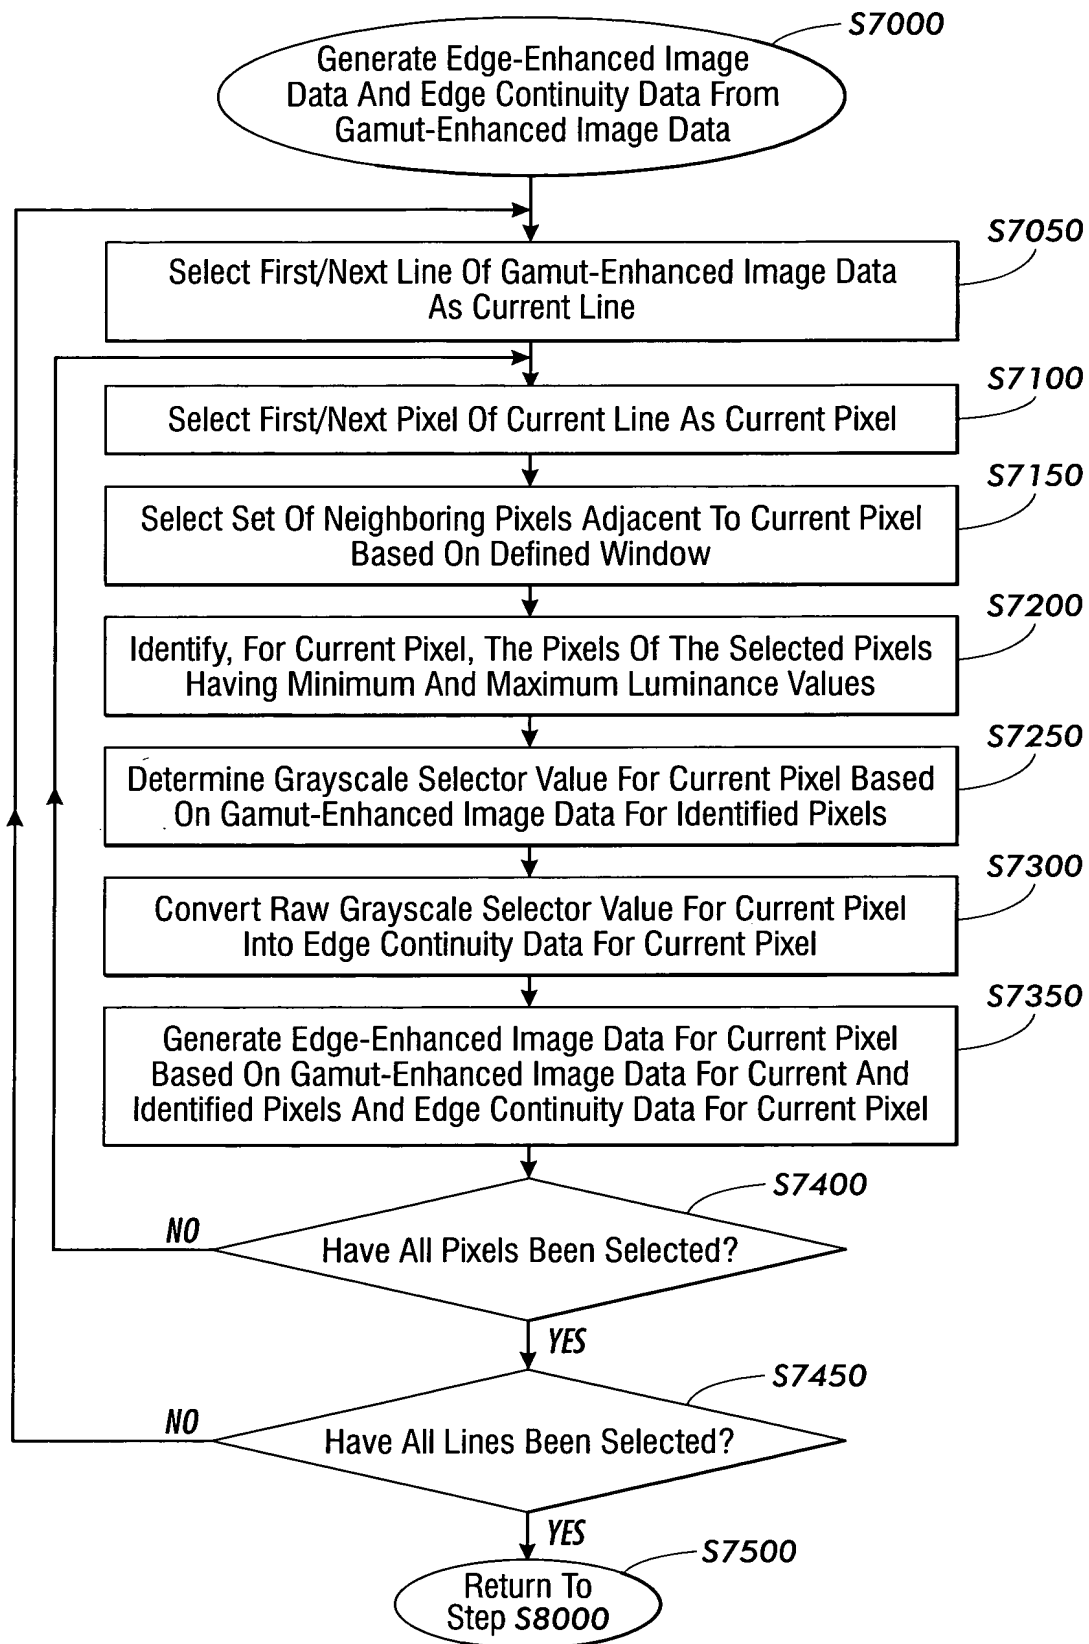 S7000
Generate Edge-Enhanced Image
Data And Edge Continuity Data From
Gamut-Enhanced Image Data
S7050
Select First/Next Line Of Gamut-Enhanced Image Data
As Current Line
S7100
Select First/Next Pixel Of Current Line As Current Pixel
S7150
Select Set Of Neighboring Pixels Adjacent To Current Pixel
Based On Defined Window
S7200
Identify, For Current Pixel, The Pixels Of The Selected Pixels
Having Minimum And Maximum Luminance Values
S7250
Determine Grayscale Selector Value For Current Pixel Based
On Gamut-Enhanced Image Data For Identified Pixels
S7300
Convert Raw Grayscale Selector Value For Current Pixel
Into Edge Continuity Data For Current Pixel
S7350
Generate Edge-Enhanced Image Data For Current Pixel
Based On Gamut-Enhanced Image Data For Current And
Identified Pixels And Edge Continuity Data For Current Pixel
S7400
NO
Have All Pixels Been Selected?
YES
S7450
NO
Have All Lines Been Selected?
YES
S7500
Return To
Step S8000